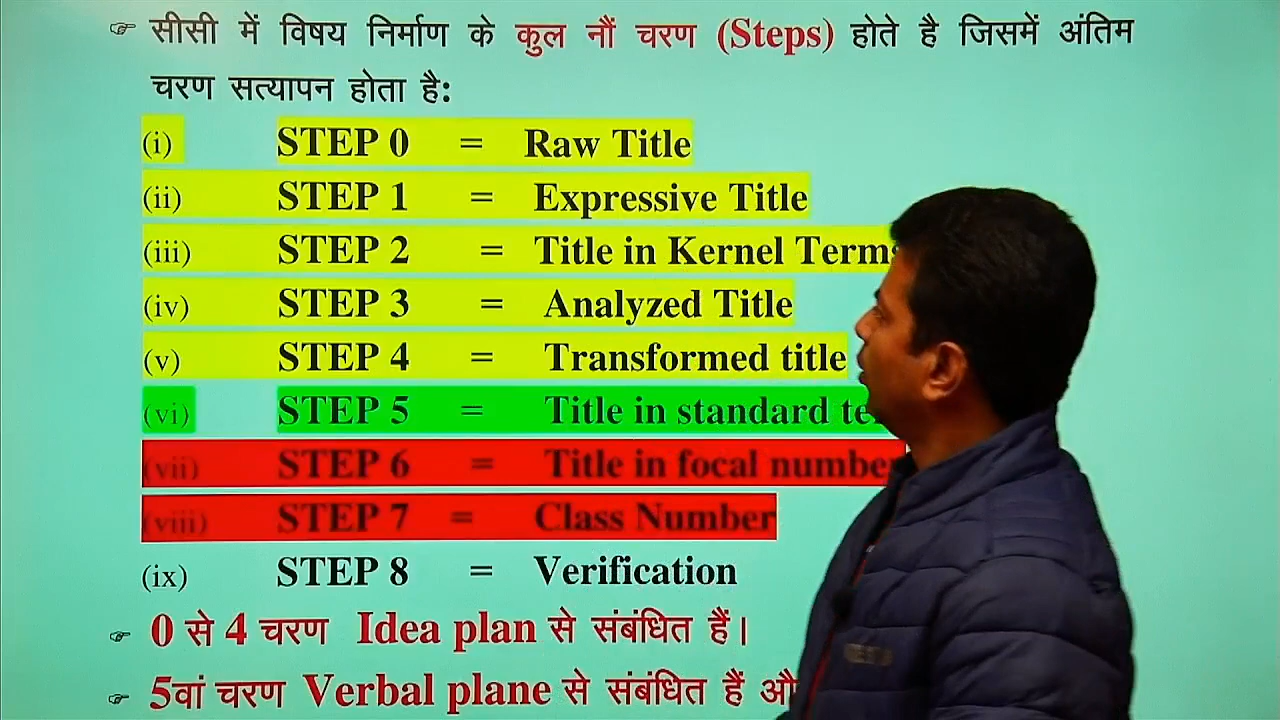 ☞ सीसी में विषय निर्माण के कुल नौं चरण (Steps) होते है जिसमें अंतिम
चरण सत्यापन होता है:
(i) STEP 0 = Raw Title
(ii) STEP 1 = Expressive Title
(iii) STEP 2 = Title in Kernel Terms
(iv) STEP 3 = Analyzed Title
(v) STEP 4 = Transformed title
(vi) STEP 5 = Title in standard
(vii) STEP 6 = Title in focal number
(viii) STEP 7 = Class Number
(ix) STEP 8 = Verification
☞ 0 से 4 चरण Idea plan से संबंधित हैं।
☞ 5वां चरण Verbal plane से संबंधित हैं